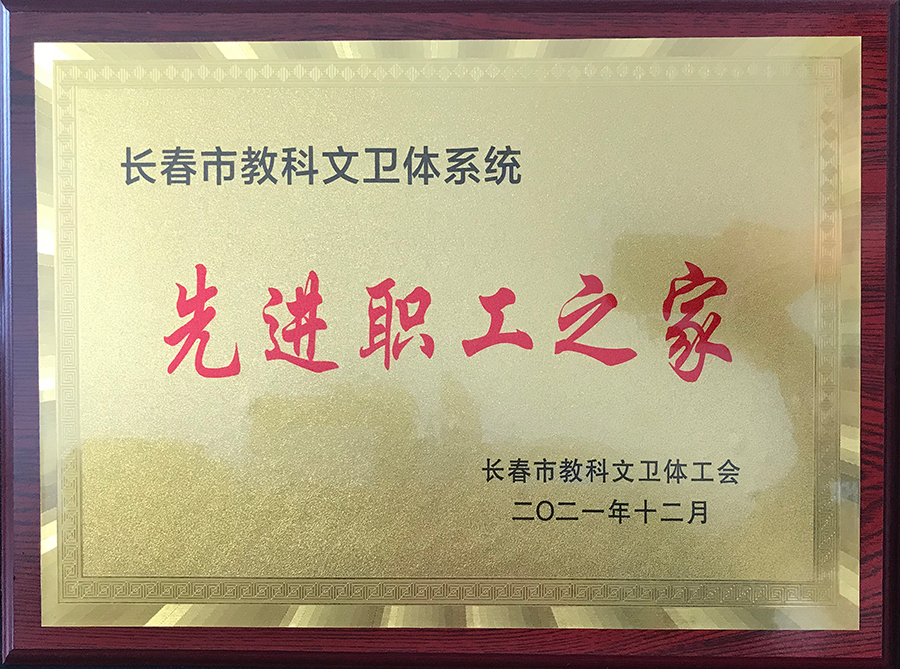 长春市教科文卫体系统
先进职工之家
长春市教科文卫体工会
二〇二一年十二月